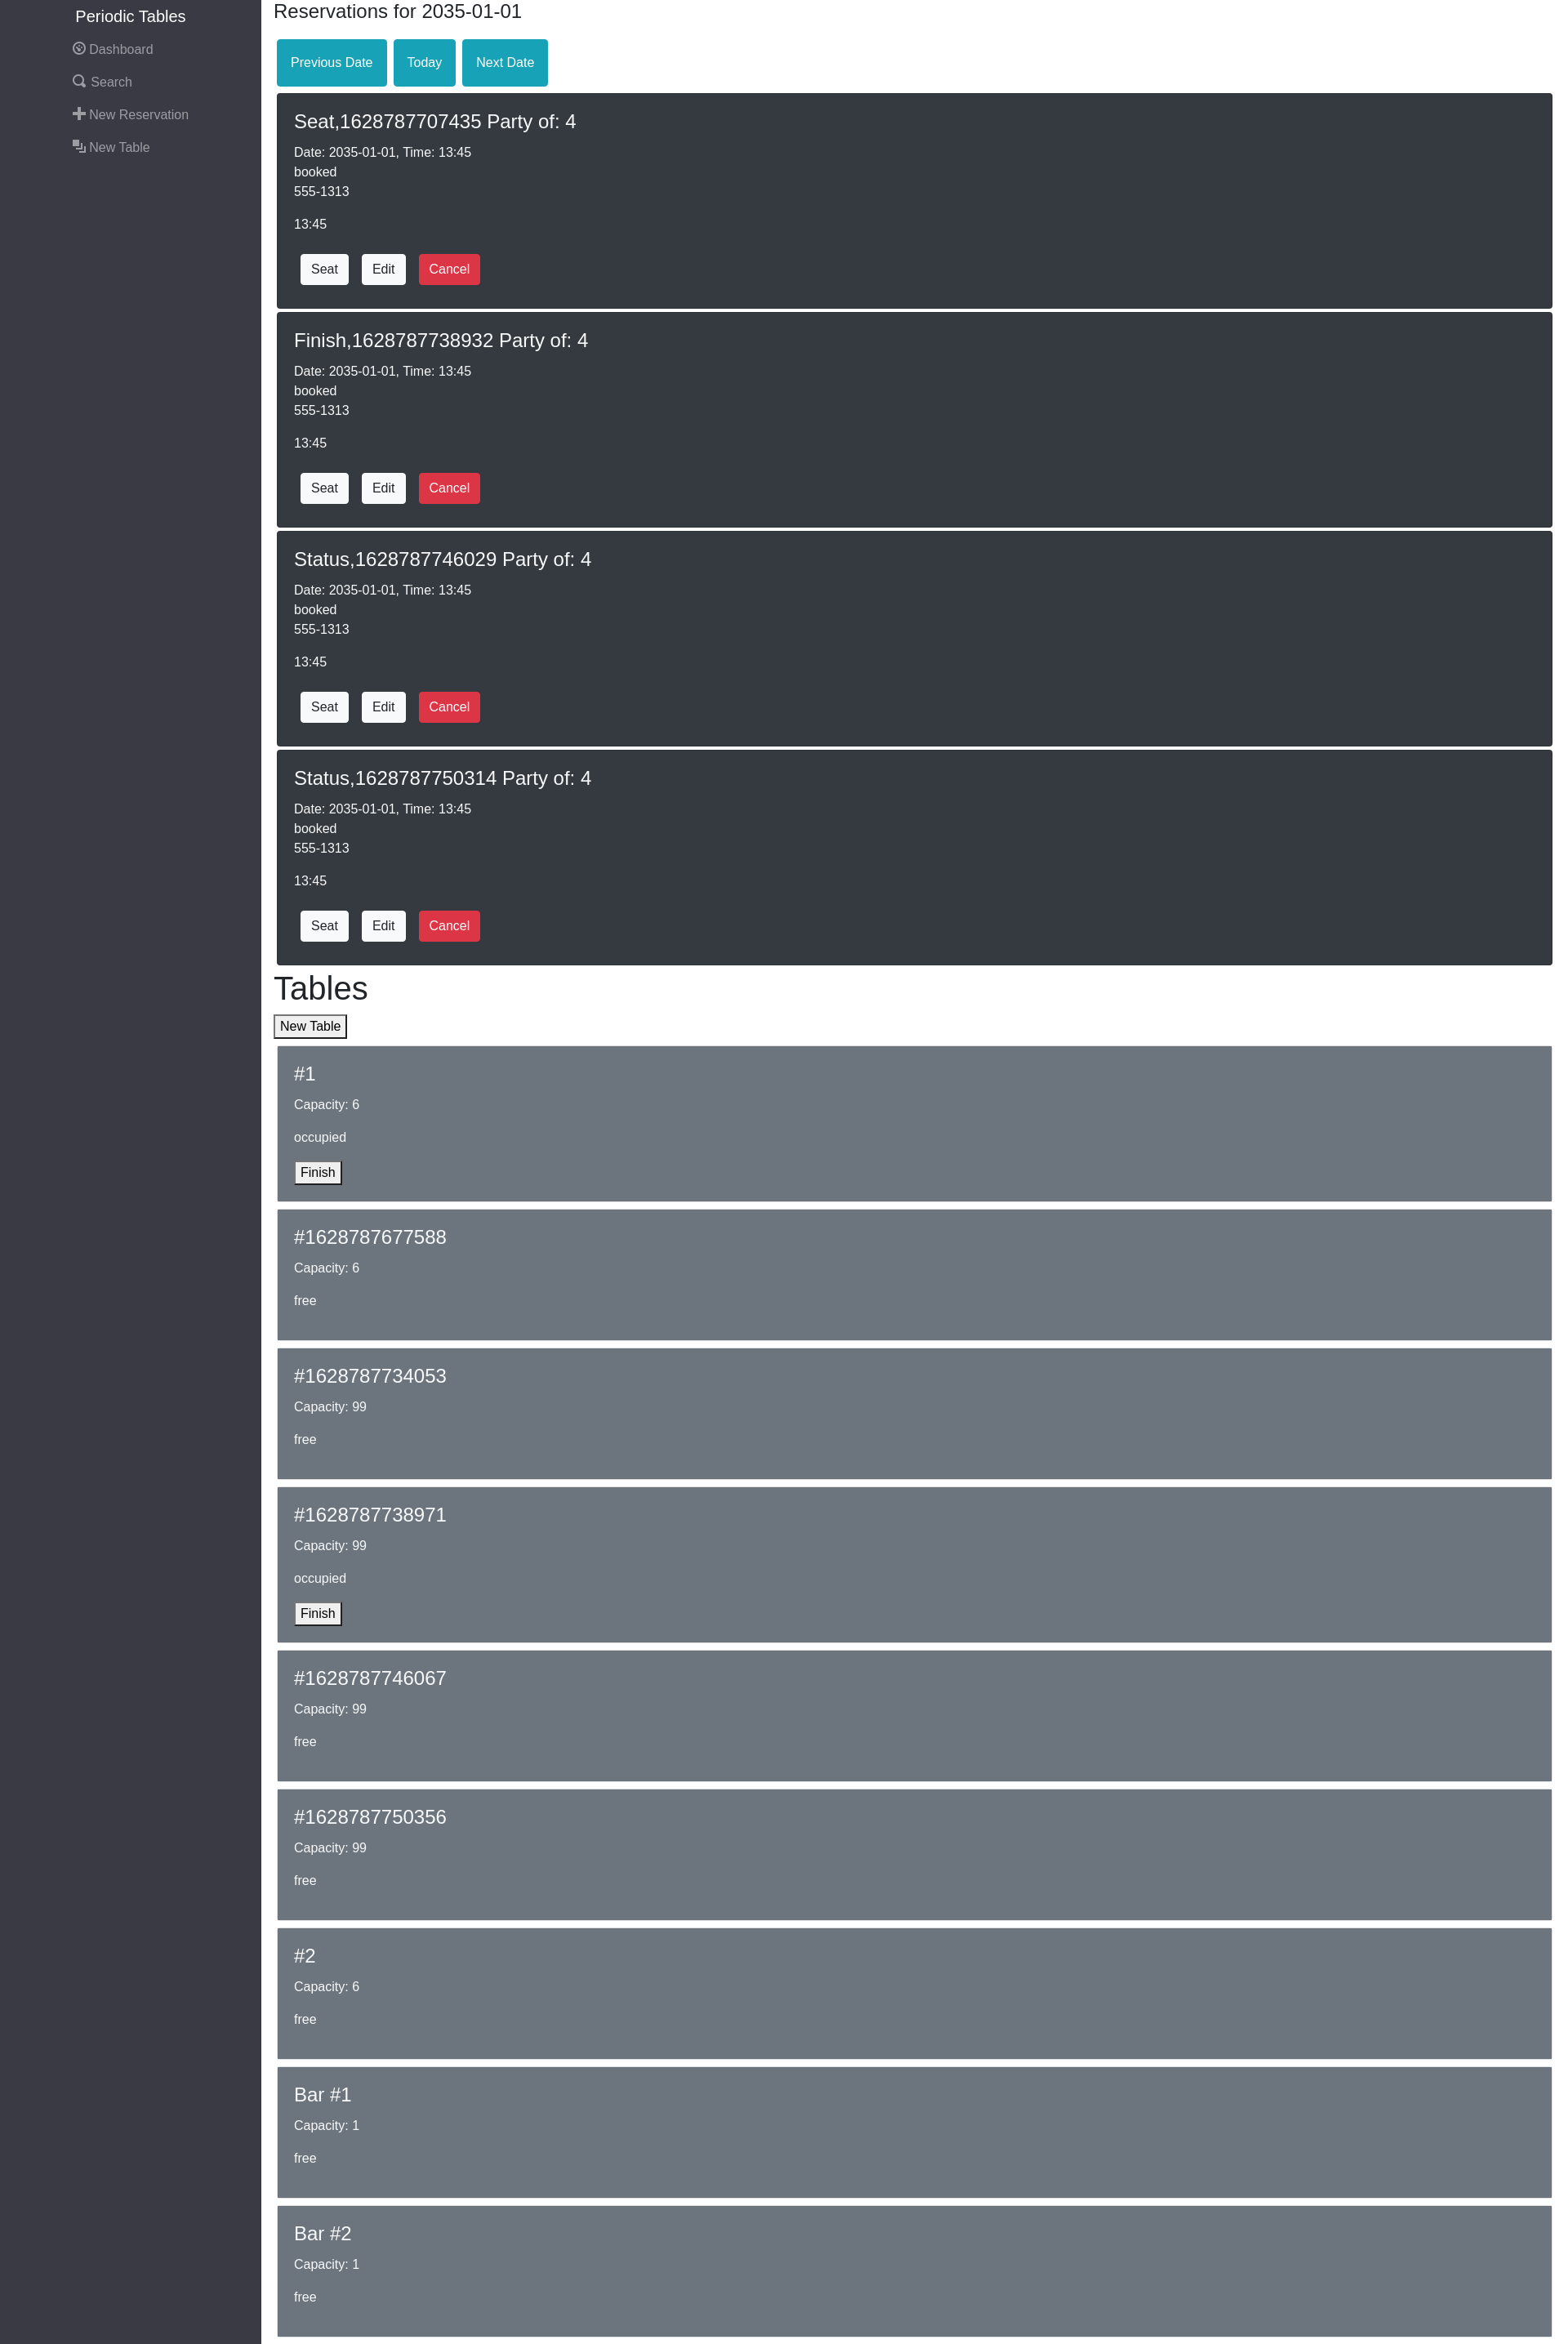 Periodic Tables
Dashboard
Search
New Reservation
New Table
Reservations for 2035-01-01
Previous Date
Today
Next Date
Seat,1628787707435 Party of: 4
Date: 2035-01-01, Time: 13:45
booked
555-1313
13:45
Seat
Edit
Cancel
Finish,1628787738932 Party of: 4
Date: 2035-01-01, Time: 13:45
booked
555-1313
13:45
Seat
Edit
Cancel
Status,1628787746029 Party of: 4
Date: 2035-01-01, Time: 13:45
booked
555-1313
13:45
Seat
Edit
Cancel
Status,1628787750314 Party of: 4
Date: 2035-01-01, Time: 13:45
booked
555-1313
13:45
Seat
Edit
Cancel
Tables
New Table
#1
Capacity: 6
occupied
Finish
#1628787677588
Capacity: 6
free
#1628787734053
Capacity: 99
free
#1628787738971
Capacity: 99
occupied
Finish
#1628787746067
Capacity: 99
free
#1628787750356
Capacity: 99
free
#2
Capacity: 6
free
Bar #1
Capacity: 1
free
Bar #2
Capacity: 1
free